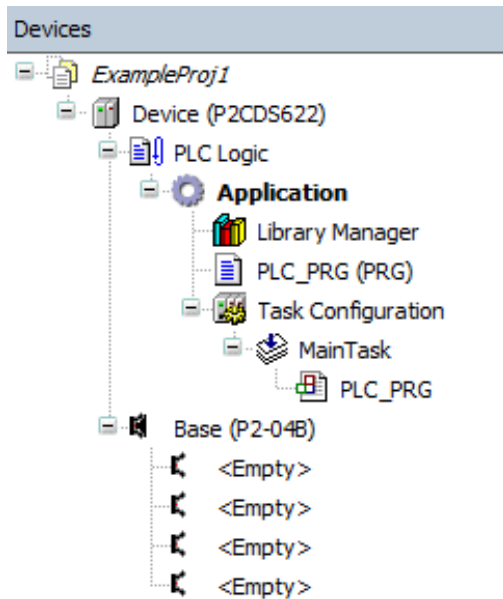 Devices
ExampleProj1
Device (P2CDS622)
PLC Logic
Application
Library Manager
PLC_PRG (PRG)
Task Configuration
MainTask
PLC_PRG
Base (P2-04B)
<Empty>
<Empty>
<Empty>
<Empty>